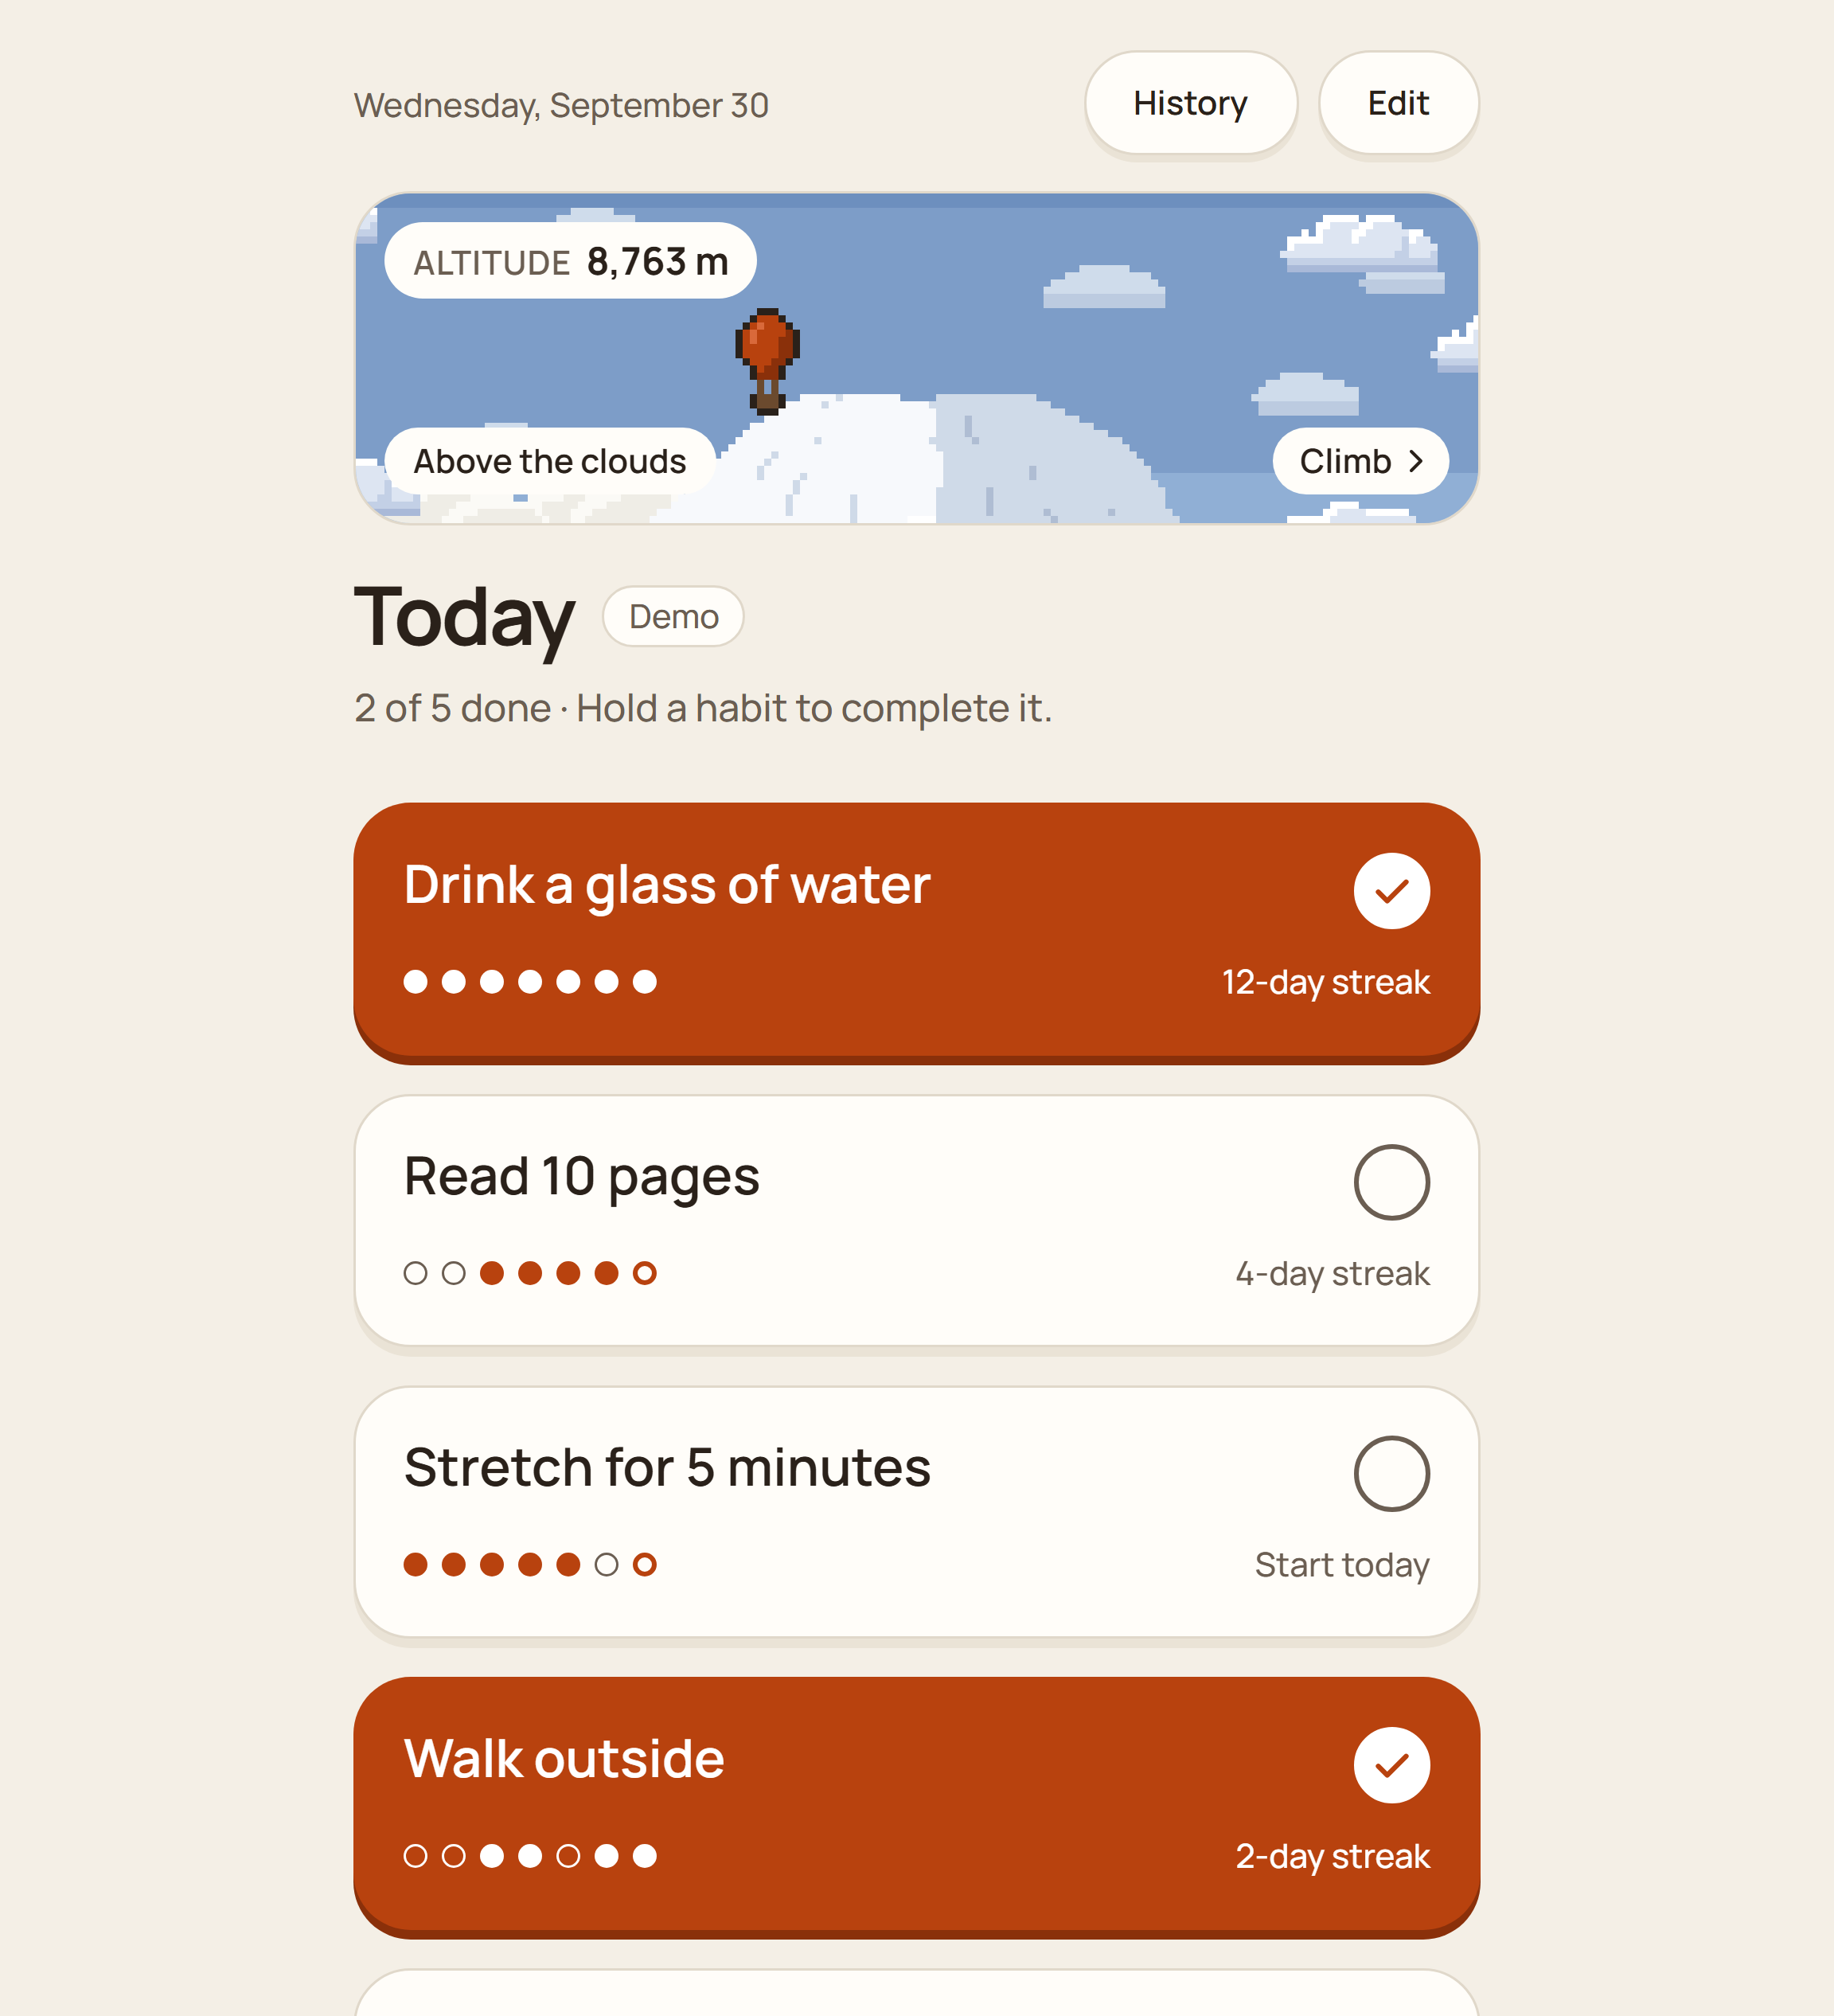 Wednesday, September 30
History
Edit
ALTITUDE 8,763 m
Above the clouds
Climb
Today
Demo
2 of 5 done · Hold a habit to complete it.
Drink a glass of water
12-day streak
Read 10 pages
4-day streak
Stretch for 5 minutes
Start today
Walk outside
2-day streak